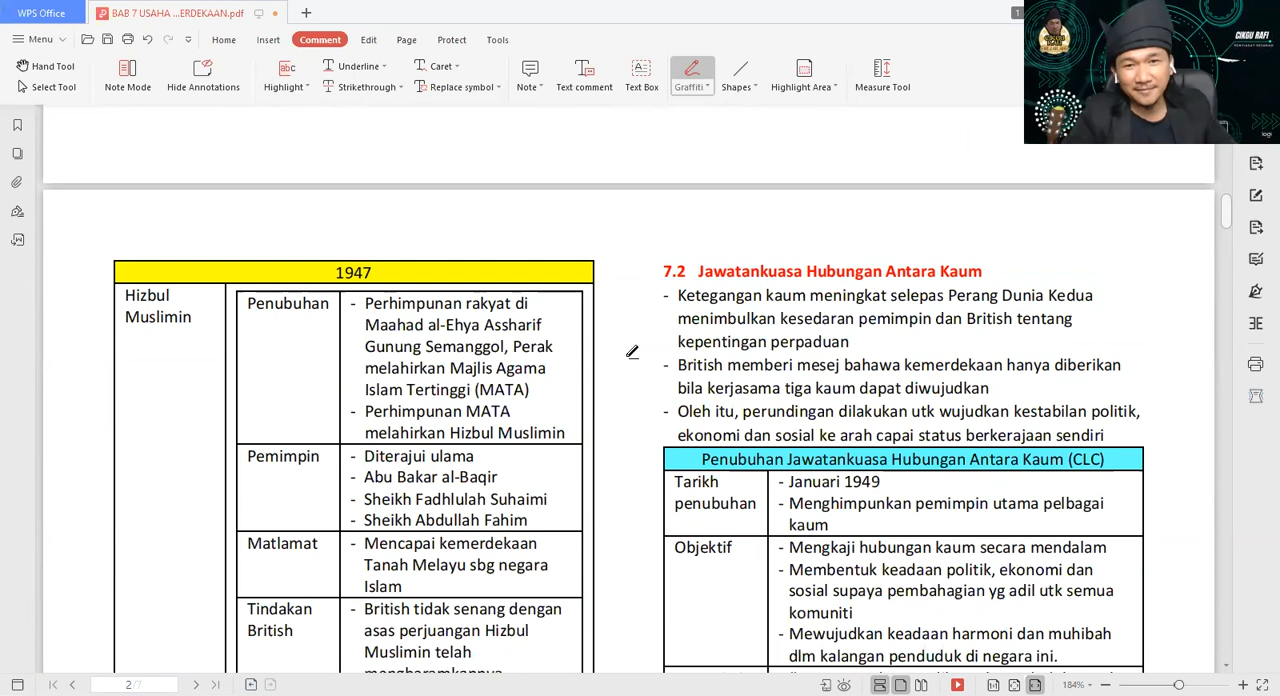 WPS Office
BAB 7 USAHA ...ERDEKAAN.pdf
1
Menu
Home
Insert
Comment
Edit
Page
Protect
Tools
Hand Tool
Select Tool
Note Mode
Hide Annotations
Highlight
Underline
Strikethrough
Caret
Replace symbol
Note
Text comment
Text Box
Graffiti
Shapes
Highlight Area
Measure Tool
CIKGU RAFI
logi
1947
Hizbul
Muslimin
Penubuhan
- Perhimpunan rakyat di
Maahad al-Ehya Assharif
Gunung Semanggol, Perak
melahirkan Majlis Agama
Islam Tertinggi (MATA)
- Perhimpunan MATA
melahirkan Hizbul Muslimin
Pemimpin
- Diterajui ulama
- Abu Bakar al-Baqir
- Sheikh Fadhlulah Suhaimi
- Sheikh Abdullah Fahim
Matlamat
- Mencapai kemerdekaan
Tanah Melayu sbg negara
Islam
Tindakan
British
- British tidak senang dengan
asas perjuangan Hizbul
Muslimin telah
mengharamkannya
7.2 Jawatankuasa Hubungan Antara Kaum
- Ketegangan kaum meningkat selepas Perang Dunia Kedua
menimbulkan kesedaran pemimpin dan British tentang
kepentingan perpaduan
- British memberi mesej bahawa kemerdekaan hanya diberikan
bila kerjasama tiga kaum dapat diwujudkan
- Oleh itu, perundingan dilakukan utk wujudkan kestabilan politik,
ekonomi dan sosial ke arah capai status berkerajaan sendiri
Penubuhan Jawatankuasa Hubungan Antara Kaum (CLC)
Tarikh
penubuhan
- Januari 1949
- Menghimpunkan pemimpin utama pelbagai
kaum
Objektif
- Mengkaji hubungan kaum secara mendalam
- Membentuk keadaan politik, ekonomi dan
sosial supaya pembahagian yg adil utk semua
komuniti
- Mewujudkan keadaan harmoni dan muhibah
dlm kalangan penduduk di negara ini.
2/7
184%